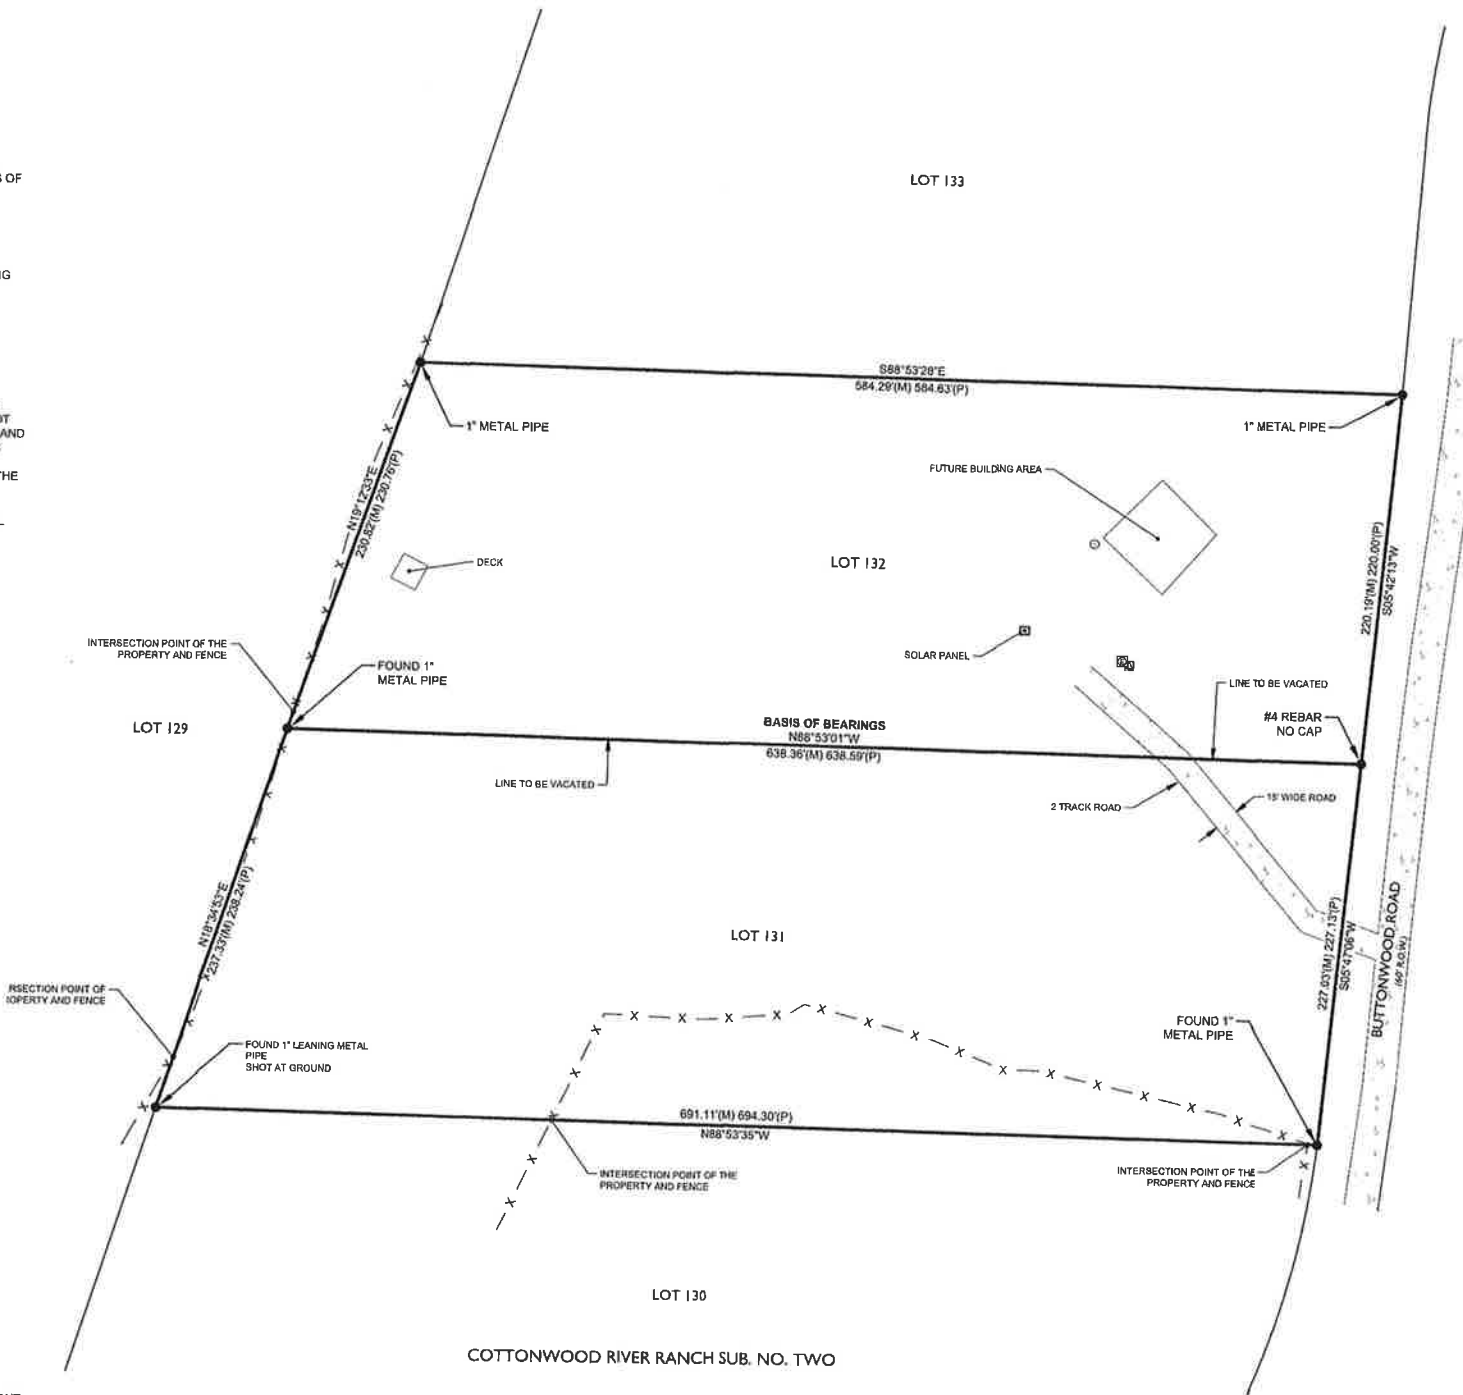 S OF
LOT 133
G
S88°53'28"E
584.29'(M) 584.63'(P)
AND
THE
1" METAL PIPE
1" METAL PIPE
FUTURE BUILDING AREA
N19°12'33"E
230.82'(M) 230.76'(P)
LOT 132
DECK
220.19'(M) 220.00'(P)
S05°42'13"W
INTERSECTION POINT OF THE
PROPERTY AND FENCE
FOUND 1"
METAL PIPE
SOLAR PANEL
LINE TO BE VACATED
#4 REBAR
NO CAP
LOT 129
BASIS OF BEARINGS
N88°53'01"W
638.36'(M) 638.59'(P)
LINE TO BE VACATED
2 TRACK ROAD
15' WIDE ROAD
N18°34'53"E
237.33'(M) 238.24'(P)
LOT 131
227.03'(M) 227.13'(P)
S05°47'06"W
BUTTONWOOD ROAD
(60' R.O.W.)
RSECTION POINT OF
OPERTY AND FENCE
FOUND 1" LEANING METAL
PIPE
SHOT AT GROUND
FOUND 1"
METAL PIPE
691.11'(M) 694.30'(P)
N88°53'35"W
INTERSECTION POINT OF THE
PROPERTY AND FENCE
INTERSECTION POINT OF THE
PROPERTY AND FENCE
LOT 130
COTTONWOOD RIVER RANCH SUB. NO. TWO